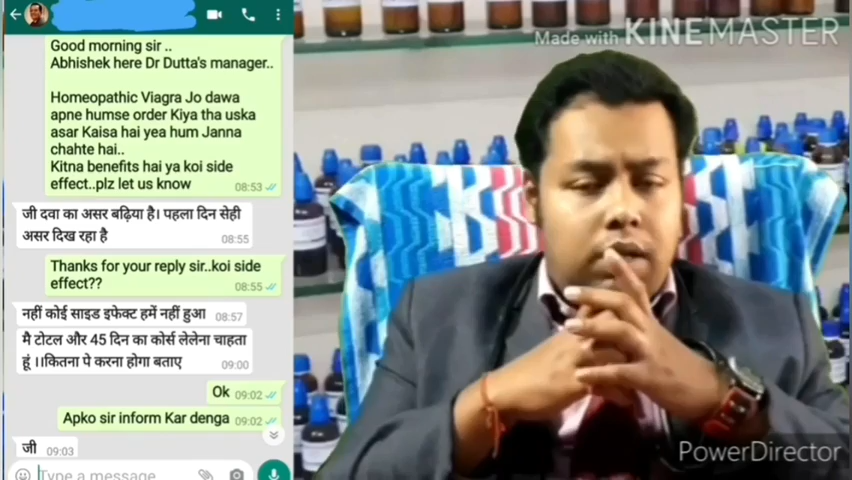 Good morning sir ..
Abhishek here Dr Dutta's manager..
Homeopathic Viagra Jo dawa
apne humse order Kiya tha uska
asar Kaisa hai yea hum Janna
chahte hai..
Kitna benefits hai ya koi side
effect..plz let us know
08:53
जी दवा का असर बढ़िया है। पहला दिन सेही
असर दिख रहा है
08:55
Thanks for your reply sir..koi side
effect??
08:55
नहीं कोई साइड इफेक्ट हमें नहीं हुआ
08:57
मै टोटल और 45 दिन का कोर्स लेलेना चाहता
हूं ।।कितना पे करना होगा बताए
09:00
Ok 09:02
Apko sir inform Kar denga 09:02
जी 09:03
Type a message
Made with KINEMASTER
PowerDirector